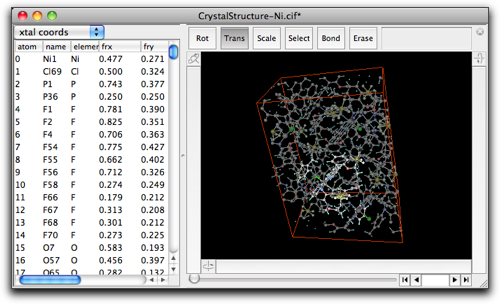 CrystalStructure-Ni.cif*
xtal coords
Rot Trans Scale Select Bond Erase
atom name elemen frx fry
0 Ni1 Ni 0.477 0.271
1 Cl69 Cl 0.500 0.324
2 P1 P 0.743 0.377
3 P36 P 0.250 0.250
4 F1 F 0.781 0.390
5 F2 F 0.825 0.351
6 F4 F 0.706 0.363
7 F54 F 0.775 0.427
8 F55 F 0.662 0.402
9 F56 F 0.712 0.326
10 F58 F 0.274 0.249
11 F66 F 0.179 0.212
12 F67 F 0.313 0.208
13 F68 F 0.301 0.212
14 F70 F 0.273 0.225
15 O7 O 0.583 0.193
16 O57 O 0.456 0.397
17 O65 O 0.282 0.132